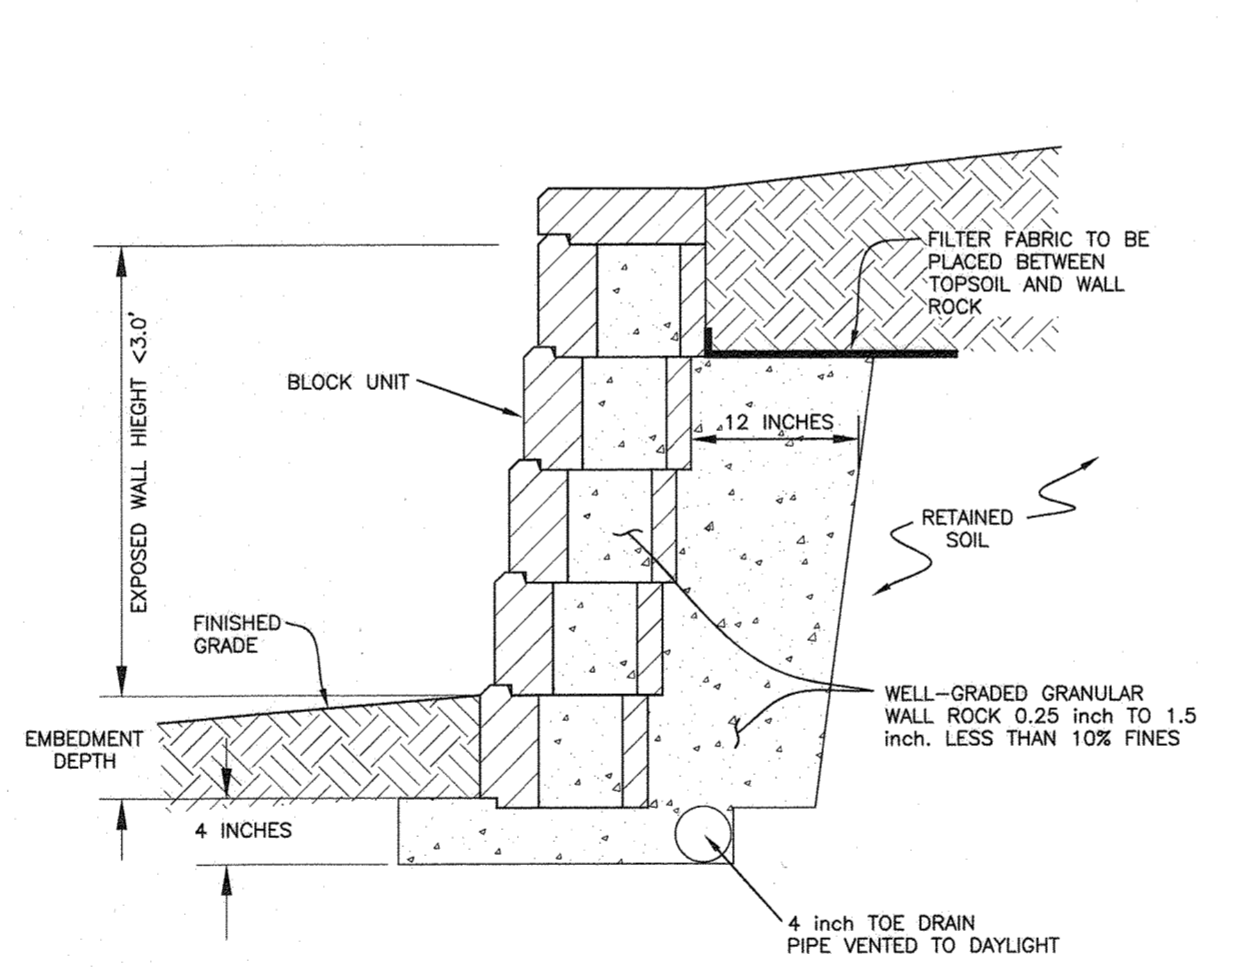 FILTER FABRIC TO BE
PLACED BETWEEN
TOPSOIL AND WALL
ROCK
EXPOSED WALL HIEGHT <3.0'
BLOCK UNIT
12 INCHES
RETAINED
SOIL
FINISHED
GRADE
WELL-GRADED GRANULAR
WALL ROCK 0.25 inch TO 1.5
inch. LESS THAN 10% FINES
EMBEDMENT
DEPTH
4 INCHES
4 inch TOE DRAIN
PIPE VENTED TO DAYLIGHT